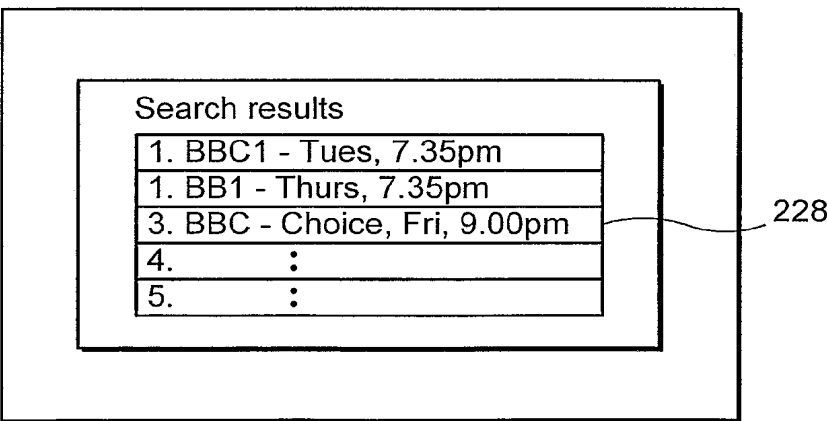 Search results
1. BBC1 - Tues, 7.35pm
1. BB1 - Thurs, 7.35pm
3. BBC - Choice, Fri, 9.00pm
228
4. :
5. :